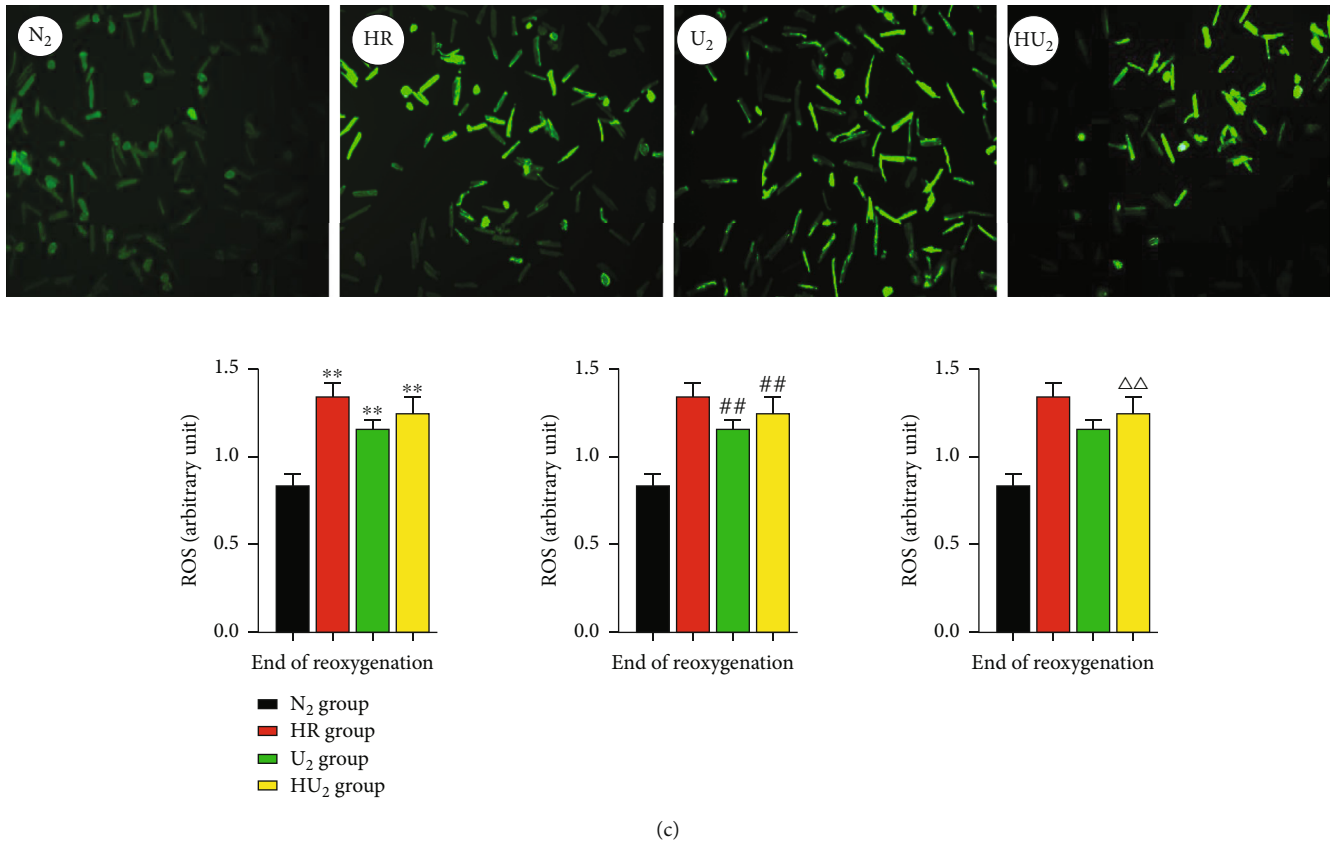 N₂
HR
U₂
HU₂
ROS (arbitrary unit)
1.5
1.0
0.5
0.0
**
**
**
End of reoxygenation
ROS (arbitrary unit)
1.5
1.0
0.5
0.0
##
##
End of reoxygenation
ROS (arbitrary unit)
1.5
1.0
0.5
0.0
△△
End of reoxygenation
N₂ group
HR group
U₂ group
HU₂ group
(c)